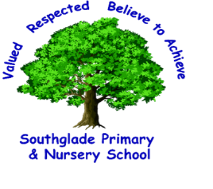 Valued Respected Believe to Achieve
Southglade Primary
& Nursery School